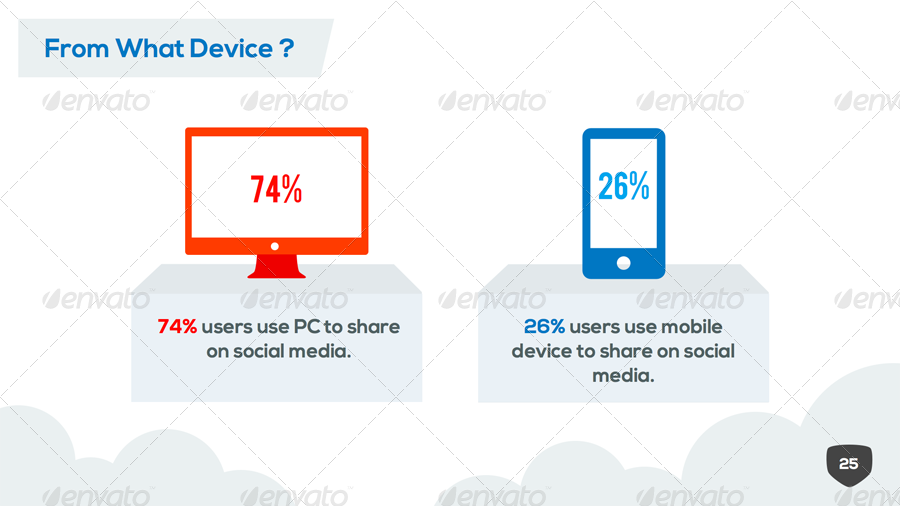 From What Device ?
envato envato envato envato envato
74%
26%
envato envato envato envato envato
74% users use PC to share
on social media.
26% users use mobile
device to share on social
media.
25
envato envato envato envato envato